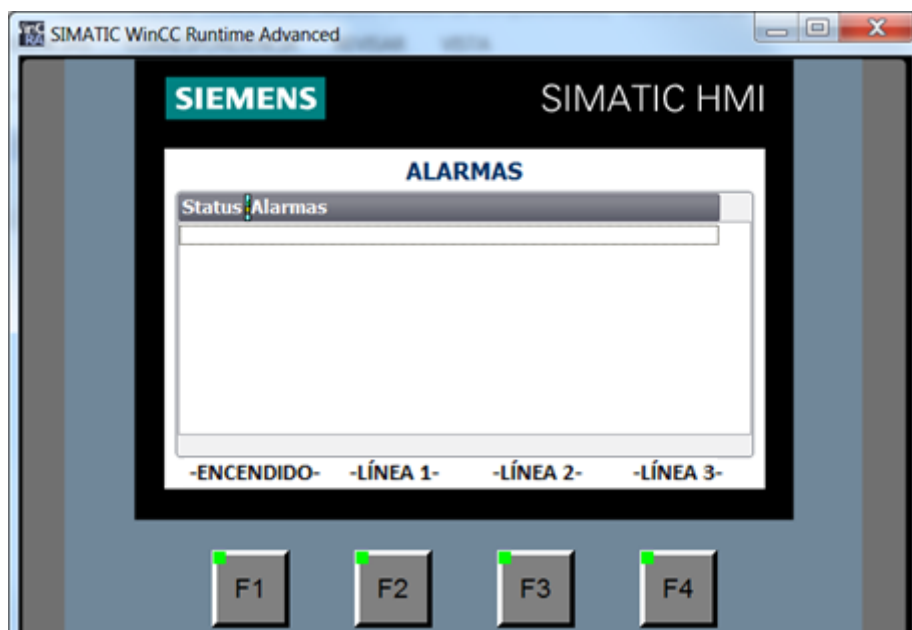 SIMATIC WinCC Runtime Advanced
SIEMENS SIMATIC HMI
ALARMAS
Status Alarmas
-ENCENDIDO- -LÍNEA 1- -LÍNEA 2- -LÍNEA 3-
F1 F2 F3 F4